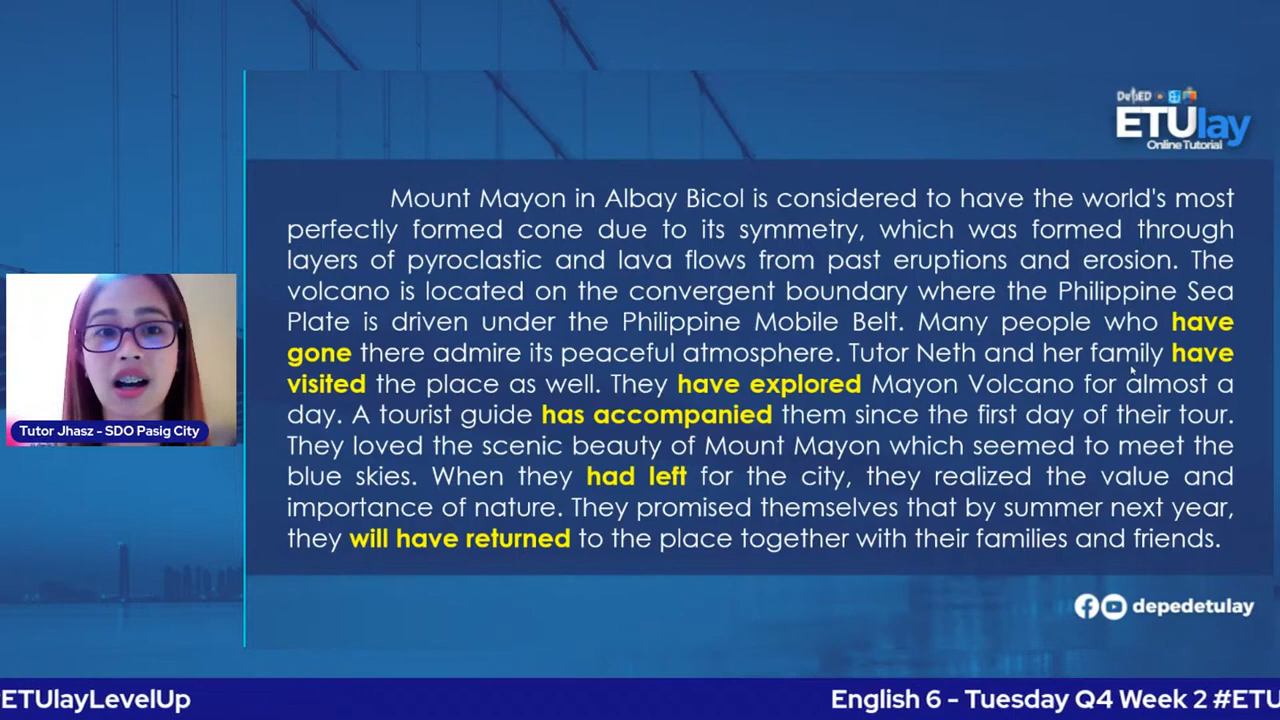 DepED
ETUlay
Online Tutorial
Mount Mayon in Albay Bicol is considered to have the world's most
perfectly formed cone due to its symmetry, which was formed through
layers of pyroclastic and lava flows from past eruptions and erosion. The
volcano is located on the convergent boundary where the Philippine Sea
Plate is driven under the Philippine Mobile Belt. Many people who have
gone there admire its peaceful atmosphere. Tutor Neth and her family have
visited the place as well. They have explored Mayon Volcano for almost a
day. A tourist guide has accompanied them since the first day of their tour.
They loved the scenic beauty of Mount Mayon which seemed to meet the
blue skies. When they had left for the city, they realized the value and
importance of nature. They promised themselves that by summer next year,
they will have returned to the place together with their families and friends.
Tutor Jhasz - SDO Pasig City
depedetulay
ETUlayLevelUp
English 6 - Tuesday Q4 Week 2 #ETU